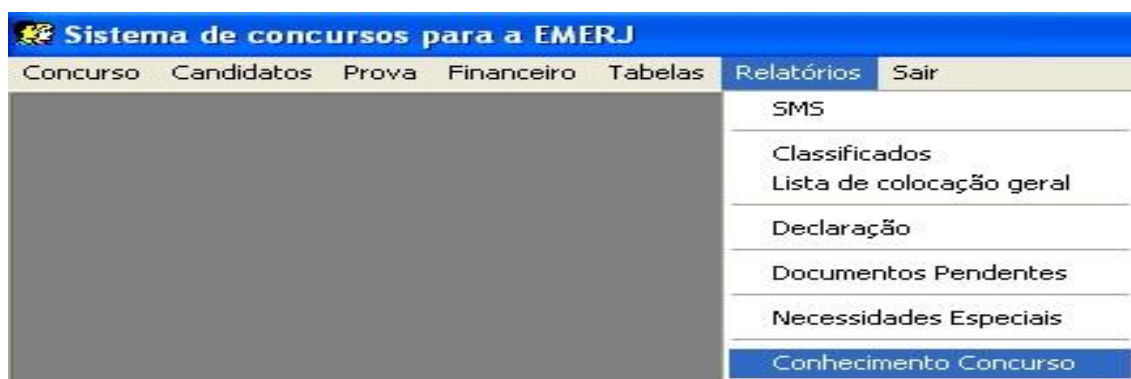 Sistema de concursos para a EMERJ
Concurso Candidatos Prova Financeiro Tabelas Relatórios Sair
SMS
Classificados
Lista de colocação geral
Declaração
Documentos Pendentes
Necessidades Especiais
Conhecimento Concurso